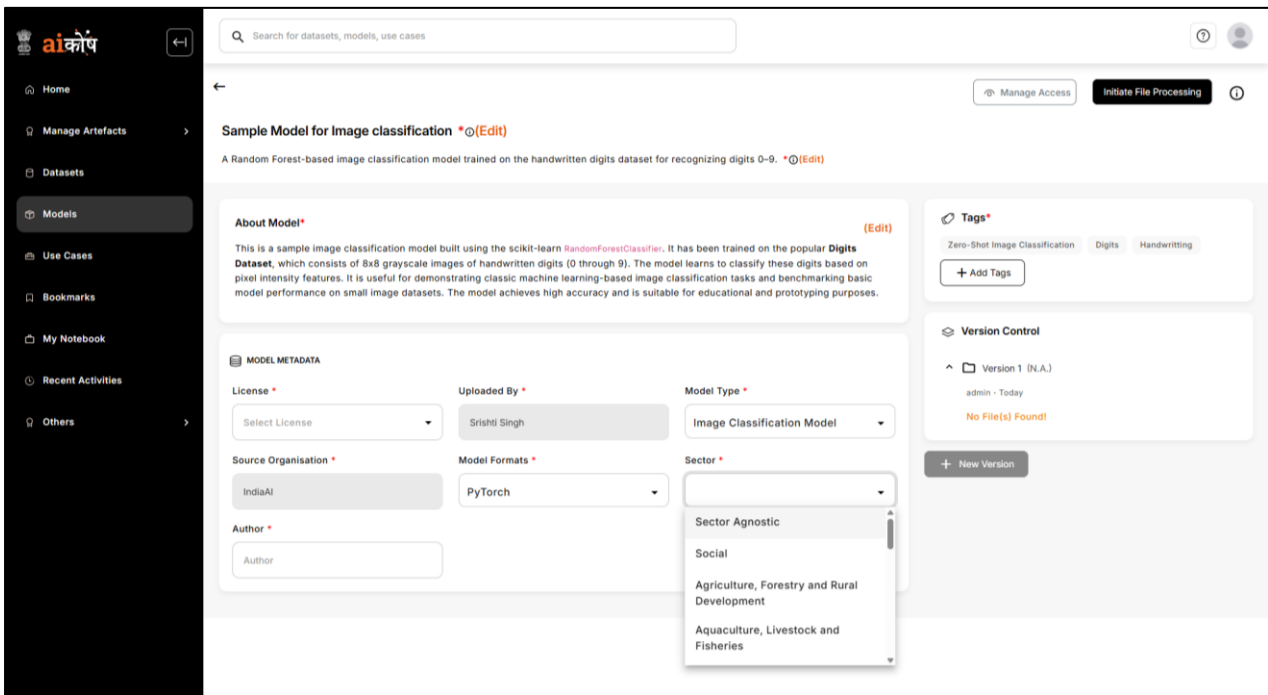 aiकोष
Home
Manage Artefacts
Datasets
Models
Use Cases
Bookmarks
My Notebook
Recent Activities
Others
Search for datasets, models, use cases
Manage Access
Initiate File Processing
Sample Model for Image classification *(Edit)
A Random Forest-based image classification model trained on the handwritten digits dataset for recognizing digits 0–9. *(Edit)
About Model*
(Edit)
This is a sample image classification model built using the scikit-learn RandomForestClassifier. It has been trained on the popular Digits
Dataset, which consists of 8x8 grayscale images of handwritten digits (0 through 9). The model learns to classify these digits based on
pixel intensity features. It is useful for demonstrating classic machine learning-based image classification tasks and benchmarking basic
model performance on small image datasets. The model achieves high accuracy and is suitable for educational and prototyping purposes.
MODEL METADATA
License *
Uploaded By *
Model Type *
Select License
Srishti Singh
Image Classification Model
Source Organisation *
Model Formats *
Sector *
IndiaAI
PyTorch
Author *
Author
Sector Agnostic
Social
Agriculture, Forestry and Rural
Development
Aquaculture, Livestock and
Fisheries
Tags*
Zero-Shot Image Classification
Digits
Handwritting
+ Add Tags
Version Control
Version 1 (N.A.)
admin - Today
No File(s) Found!
+ New Version